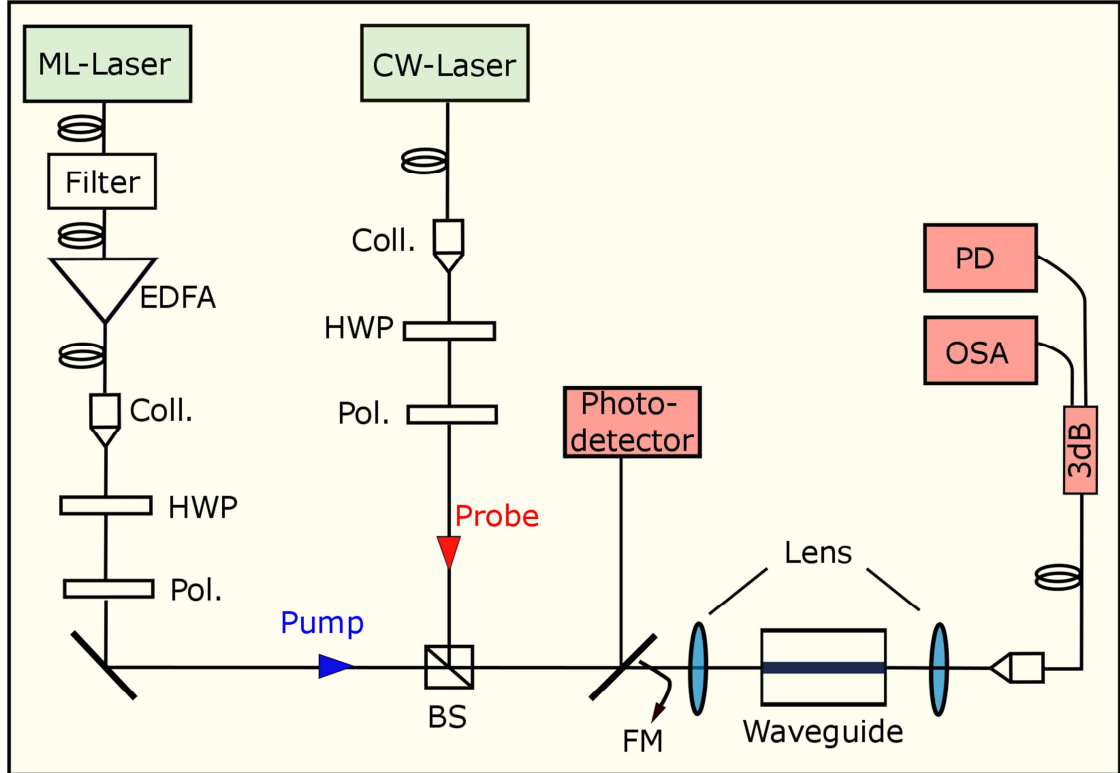 ML-Laser
CW-Laser
Filter
EDFA
Coll.
HWP
Pol.
Coll.
HWP
Pol.
Probe
Pump
BS
Photo-
detector
FM
Lens
Waveguide
PD
OSA
3dB